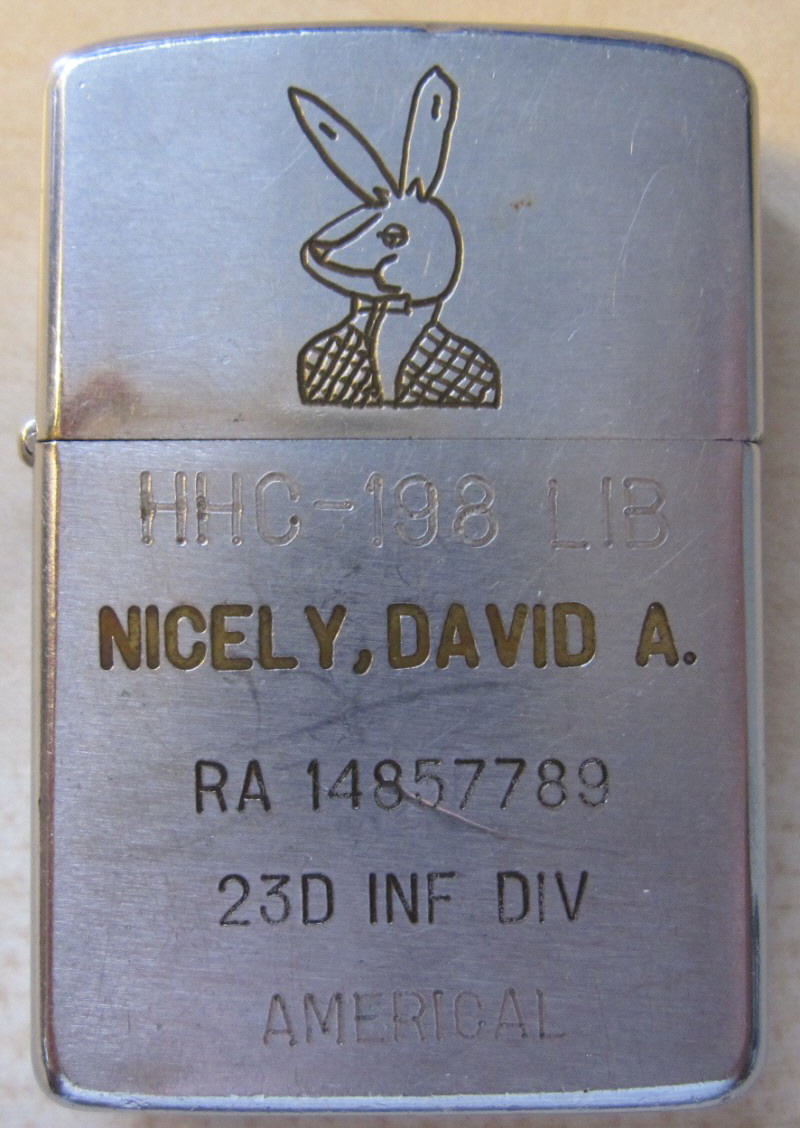 HHC-198 LIB
NICELY, DAVID A.
RA 14857789
23D INF DIV
AMERICAL